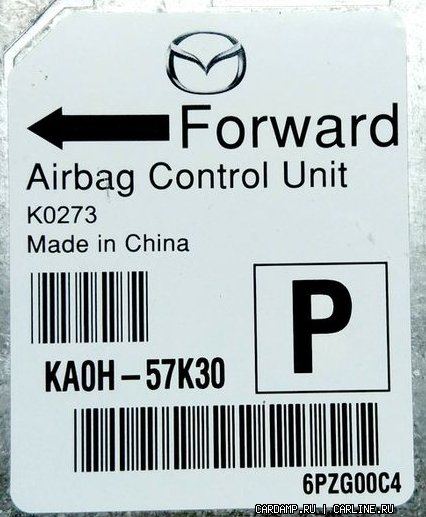 Forward
Airbag Control Unit
K0273
Made in China
P
KA0H-57K30
6PZG00C4
CARDAMP.RU | CARLINE.RU